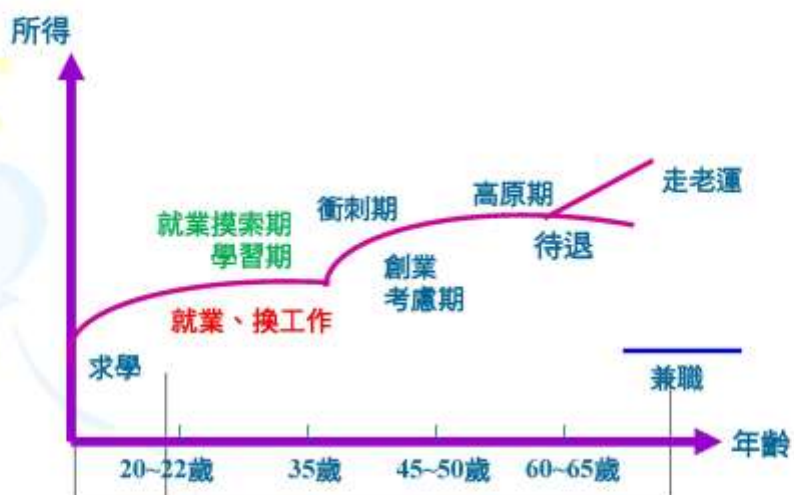 所得
走老運
高原期
衝刺期
就業摸索期
學習期
待退
創業
考慮期
就業、換工作
求學
兼職
年齡
20~22歲
35歲
45~50歲
60~65歲